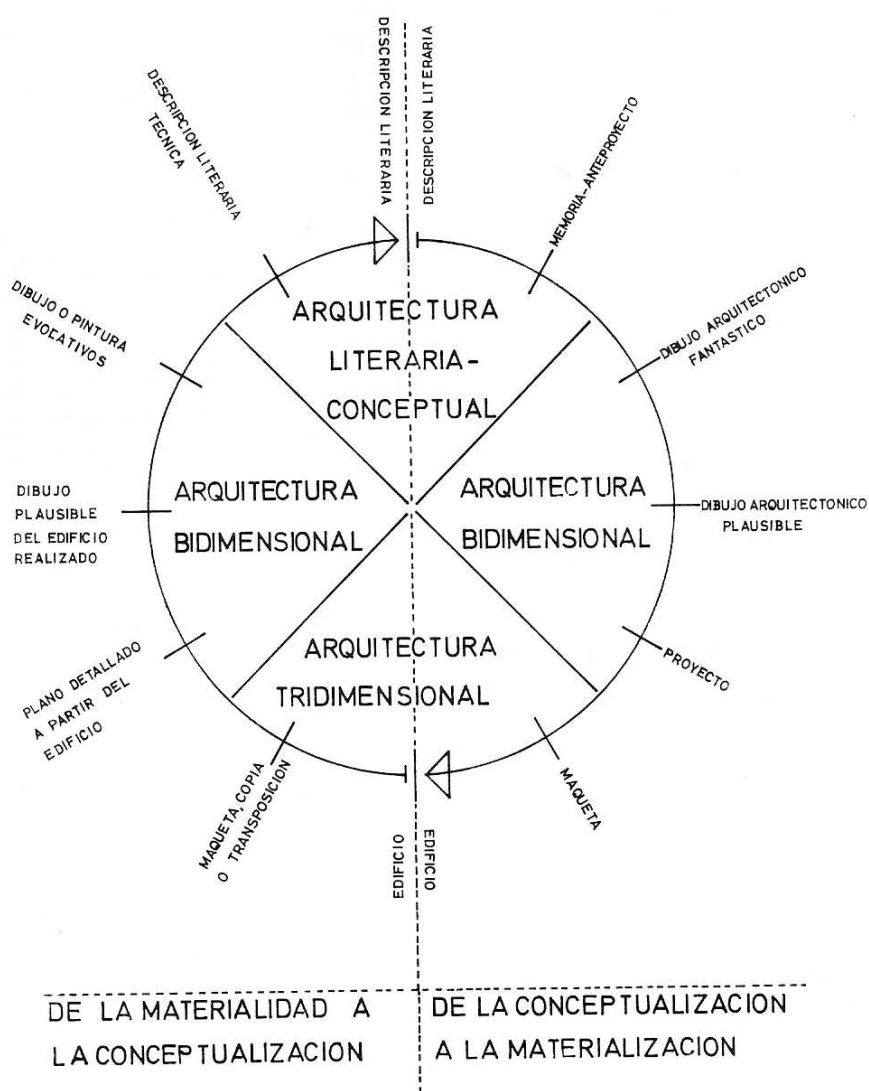 DESCRIPCION LITERARIA
DESCRIPCION LITERARIA
DESCRIPCION LITERARIA
TECNICA
MEMORIA-ANTEPROYECTO
DIBUJO O PINTURA
EVOCATIVOS
DIBUJO ARQUITECTONICO
FANTASTICO
ARQUITECTURA
LITERARIA-
CONCEPTUAL
DIBUJO
PLAUSIBLE
DEL EDIFICIO
REALIZADO
ARQUITECTURA
BIDIMENSIONAL
ARQUITECTURA
BIDIMENSIONAL
DIBUJO ARQUITECTONICO
PLAUSIBLE
ARQUITECTURA
TRIDIMENSIONAL
PLANO DETALLADO
A PARTIR DEL
EDIFICIO
PROYECTO
MAQUETA, COPIA
O TRANSPOSICION
MAQUETA
EDIFICIO
EDIFICIO
DE LA MATERIALIDAD A
LA CONCEPTUALIZACION
DE LA CONCEPTUALIZACION
A LA MATERIALIZACION